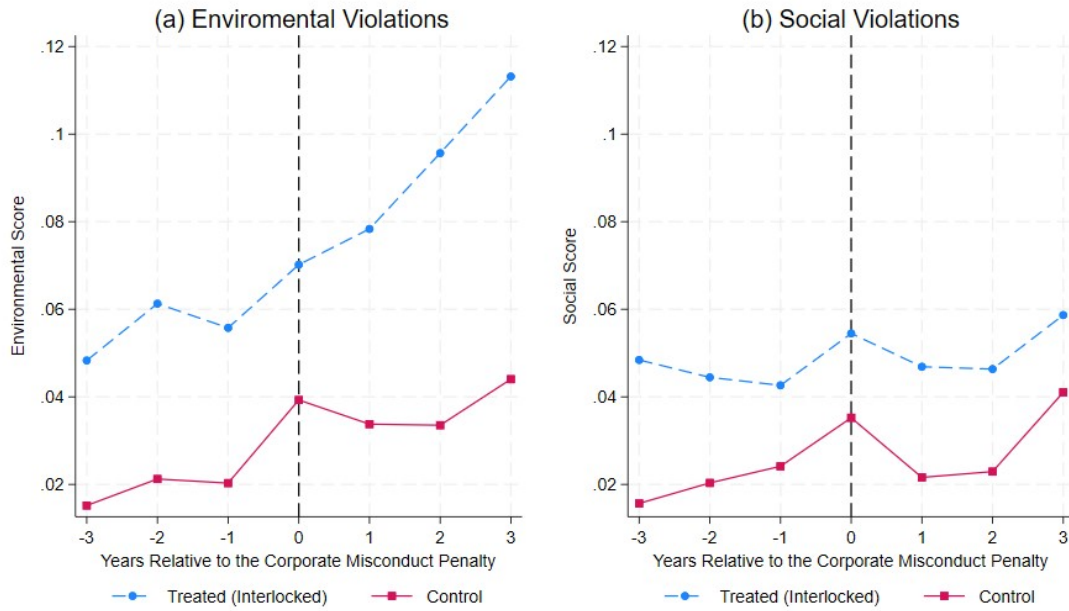 (a) Enviromental Violations
.12
.1
.08
.06
.04
.02
Environmental Score
-3 -2 -1 0 1 2 3
Years Relative to the Corporate Misconduct Penalty
Treated (Interlocked) Control
(b) Social Violations
.12
.1
.08
.06
.04
.02
Social Score
-3 -2 -1 0 1 2 3
Years Relative to the Corporate Misconduct Penalty
Treated (Interlocked) Control